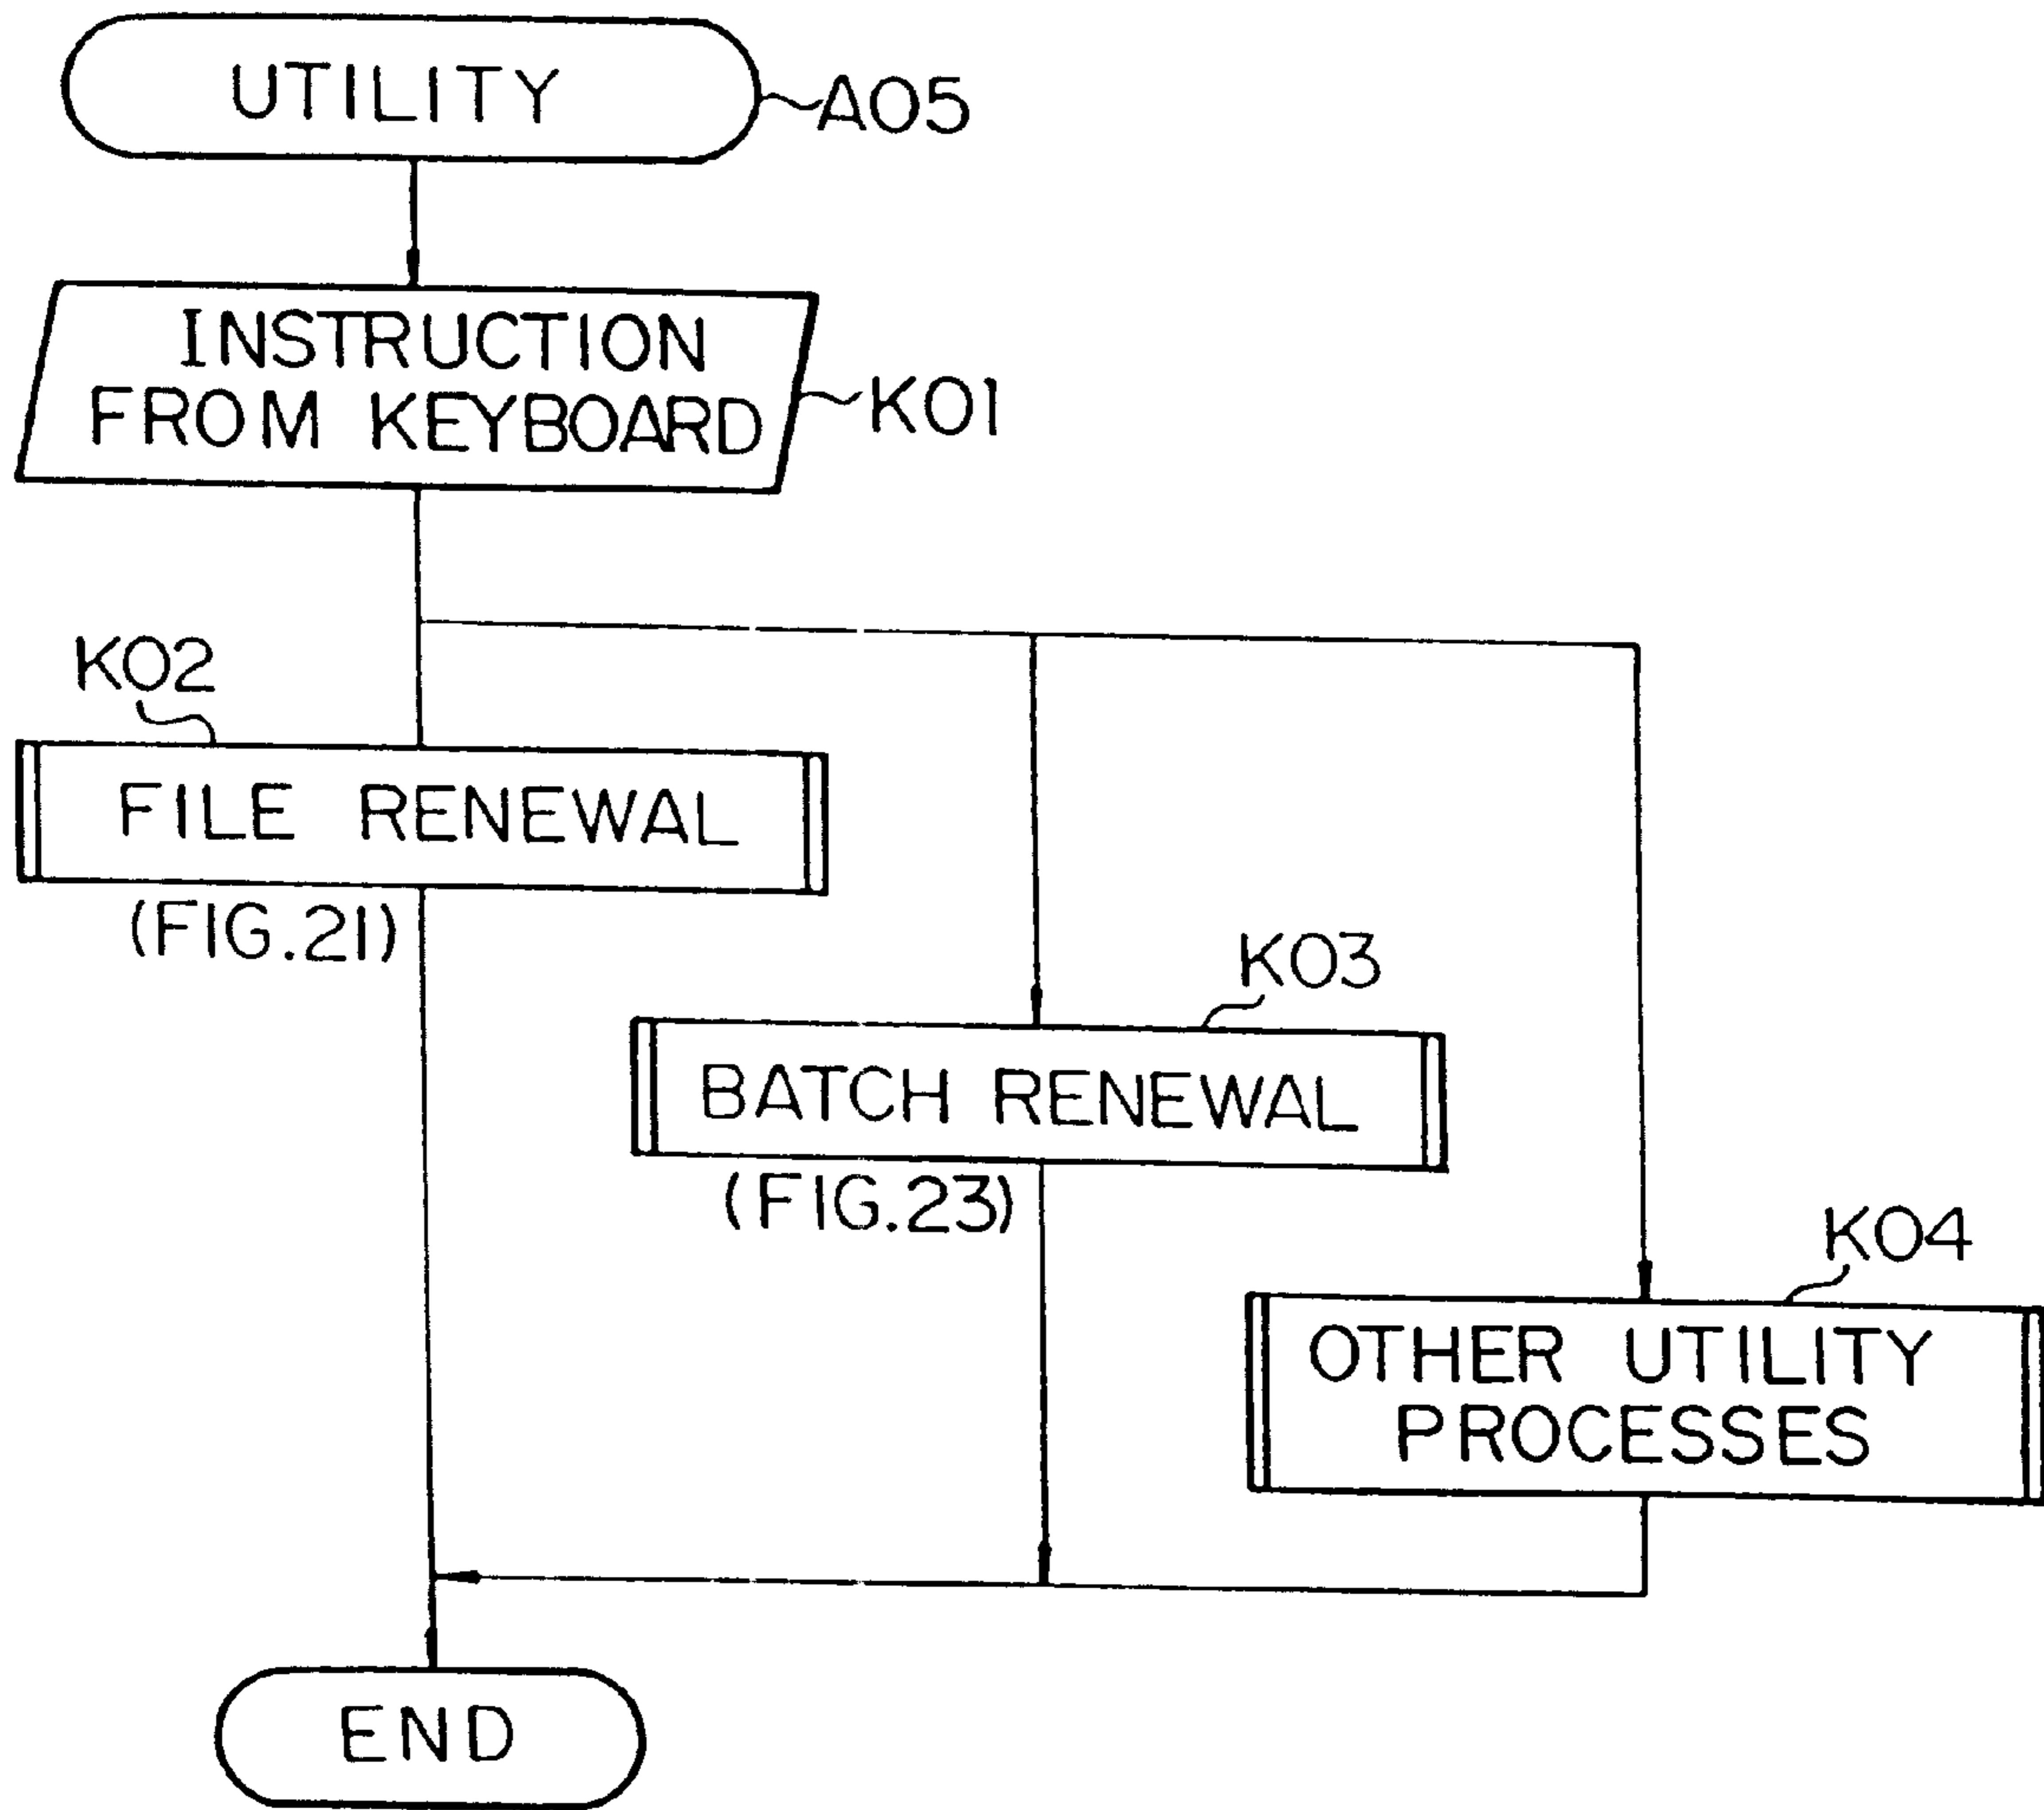 UTILITY
A05
INSTRUCTION
FROM KEYBOARD
K01
K02
FILE RENEWAL
(FIG.21)
K03
BATCH RENEWAL
(FIG.23)
K04
OTHER UTILITY
PROCESSES
END